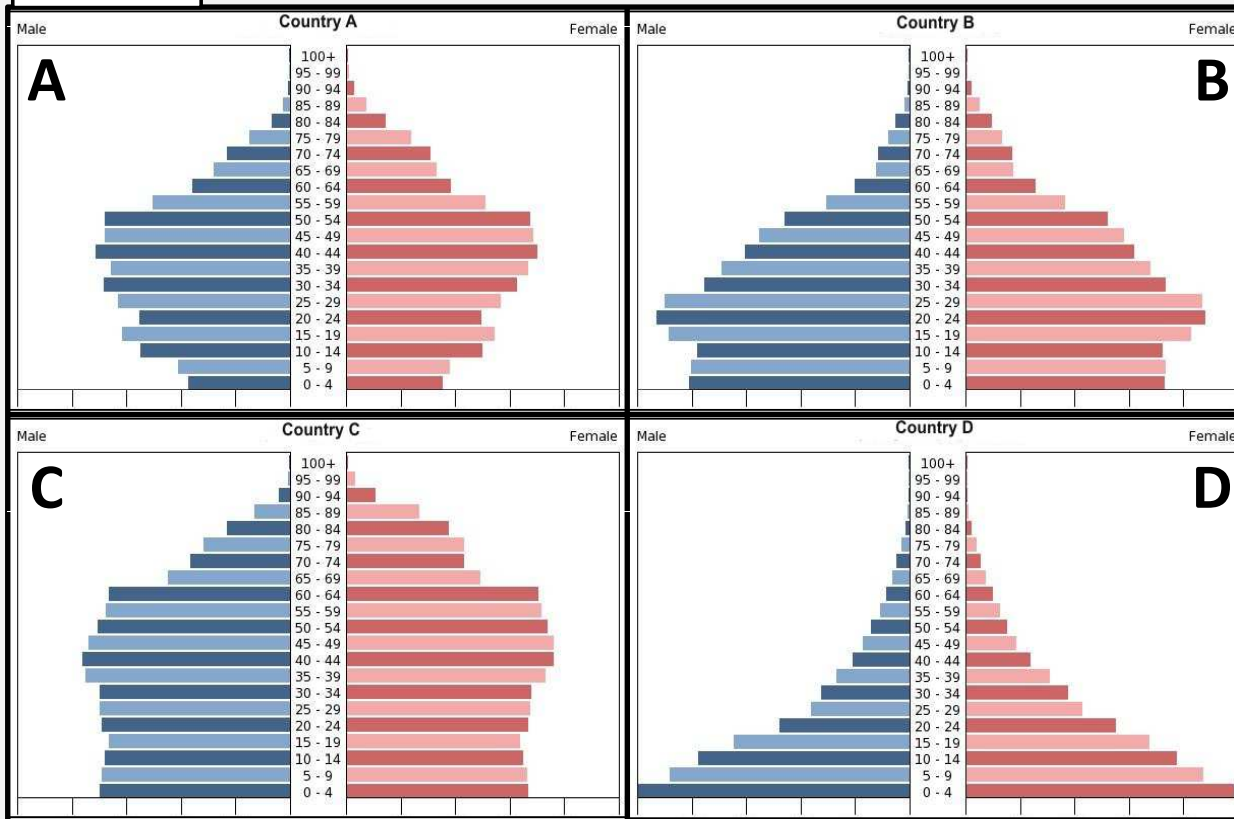 Country A
Male
Female
A
100+
95 - 99
90 - 94
85 - 89
80 - 84
75 - 79
70 - 74
65 - 69
60 - 64
55 - 59
50 - 54
45 - 49
40 - 44
35 - 39
30 - 34
25 - 29
20 - 24
15 - 19
10 - 14
5 - 9
0 - 4
Country B
Male
Female
B
100+
95 - 99
90 - 94
85 - 89
80 - 84
75 - 79
70 - 74
65 - 69
60 - 64
55 - 59
50 - 54
45 - 49
40 - 44
35 - 39
30 - 34
25 - 29
20 - 24
15 - 19
10 - 14
5 - 9
0 - 4
Country C
Male
Female
C
100+
95 - 99
90 - 94
85 - 89
80 - 84
75 - 79
70 - 74
65 - 69
60 - 64
55 - 59
50 - 54
45 - 49
40 - 44
35 - 39
30 - 34
25 - 29
20 - 24
15 - 19
10 - 14
5 - 9
0 - 4
Country D
Male
Female
D
100+
95 - 99
90 - 94
85 - 89
80 - 84
75 - 79
70 - 74
65 - 69
60 - 64
55 - 59
50 - 54
45 - 49
40 - 44
35 - 39
30 - 34
25 - 29
20 - 24
15 - 19
10 - 14
5 - 9
0 - 4